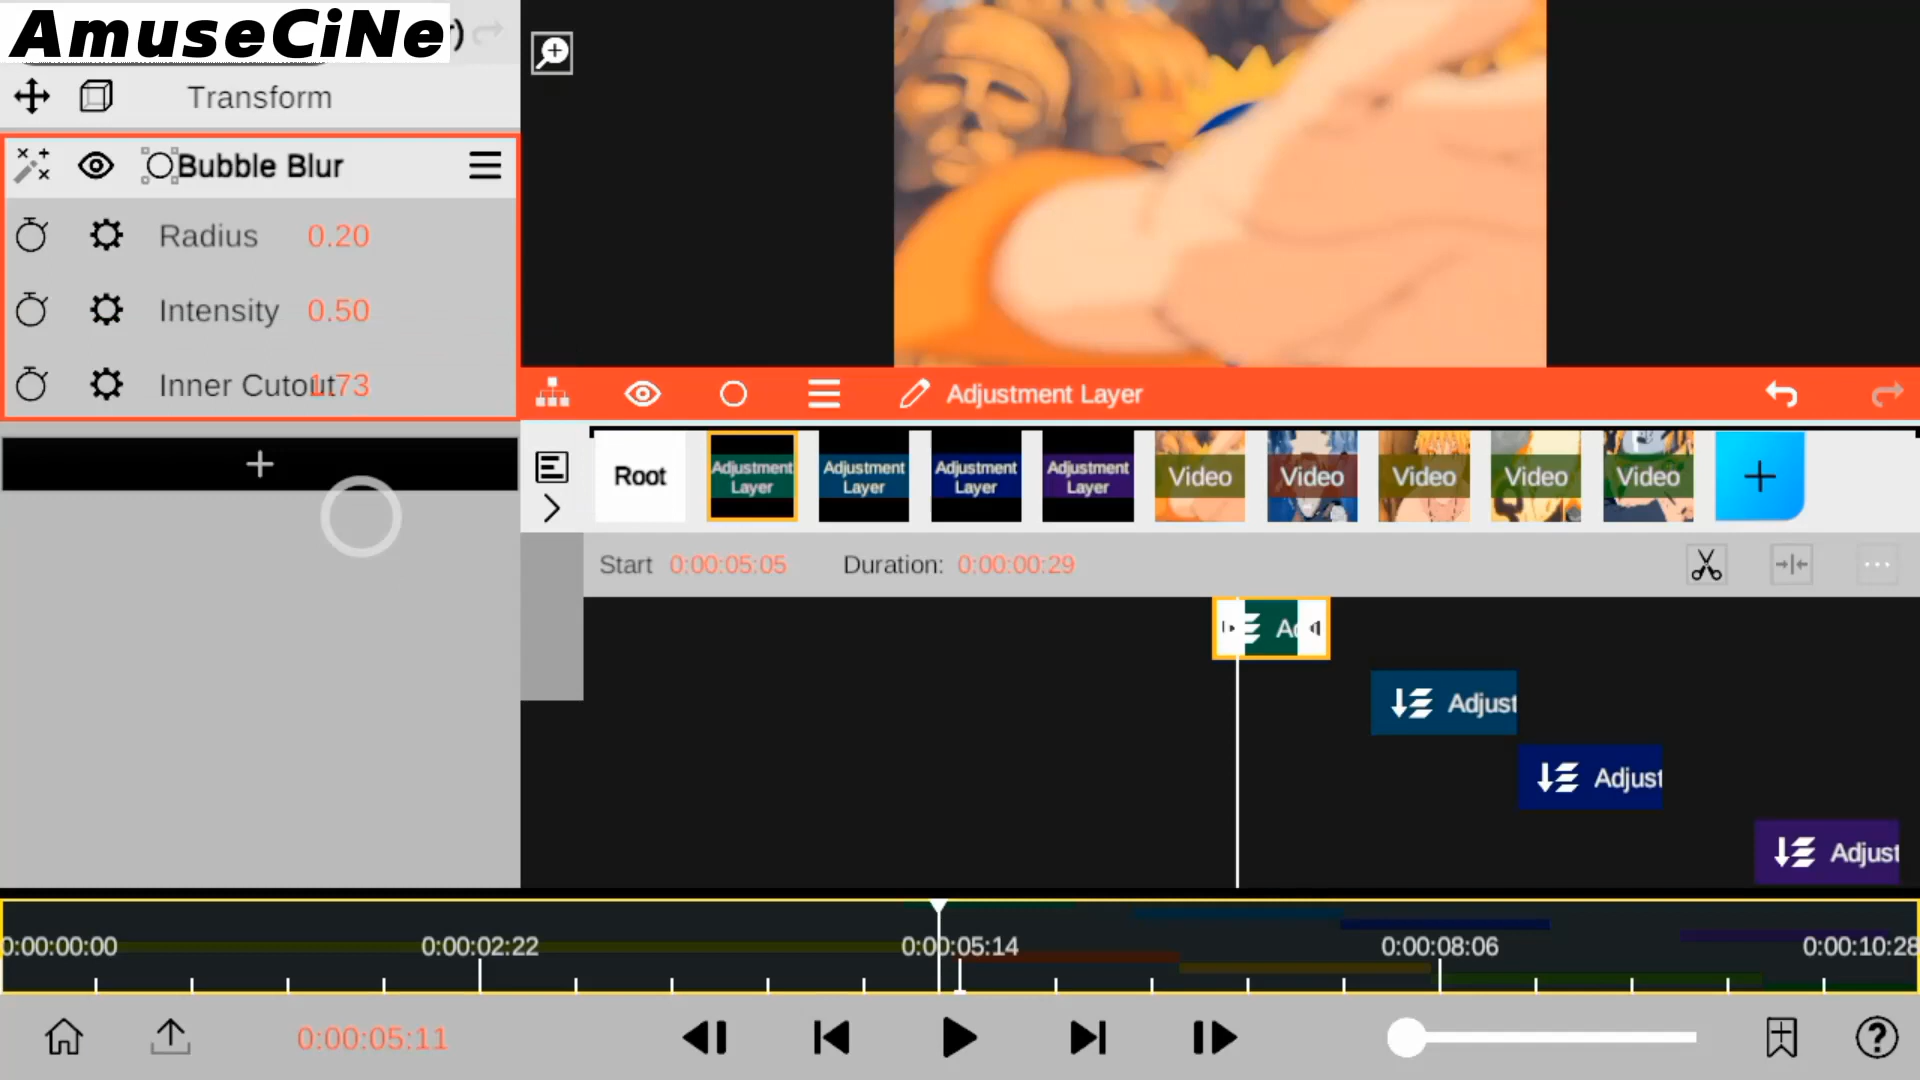 AmuseCiNe
Transform
Bubble Blur
Radius 0.20
Intensity 0.50
Inner Cutout 1.73
+
Adjustment Layer
Root
Adjustment Layer
Adjustment Layer
Adjustment Layer
Adjustment Layer
Video
Video
Video
Video
Video
+
Start 0:00:05:05 Duration: 0:00:00:29
Ad
Adjust
Adjust
Adjust
0:00:00:00 0:00:02:22 0:00:05:14 0:00:08:06 0:00:10:28
0:00:05:11